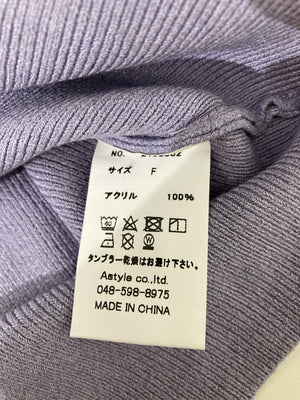 NO.
サイズ F
アクリル 100%
タンブラー乾燥はお避け下さい。
Astyle co.,ltd.
048-598-8975
MADE IN CHINA